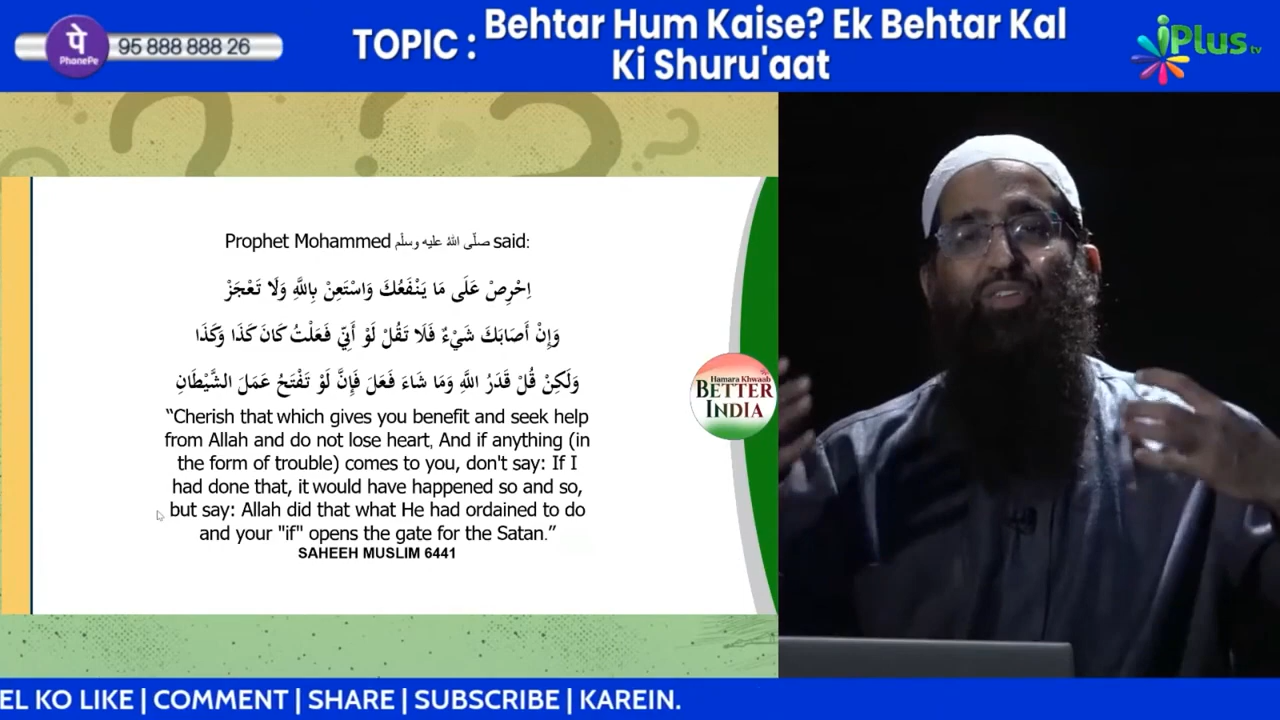 पे
PhonePe
95 888 888 26
TOPIC :
Behtar Hum Kaise? Ek Behtar Kal
Ki Shuru'aat
iPlus tv
Prophet Mohammed صلّى اللهُ عليه وسلّم said:
اِحْرِصْ عَلَى مَا يَنْفَعُكَ وَاسْتَعِنْ بِاللَّهِ وَلَا تَعْجَزْ
وَإِنْ أَصَابَكَ شَيْءٌ فَلَا تَقُلْ لَوْ أَنِّي فَعَلْتُ كَانَ كَذَا وَكَذَا
وَلَكِنْ قُلْ قَدَرُ اللَّهِ وَمَا شَاءَ فَعَلَ فَإِنَّ لَوْ تَفْتَحُ عَمَلَ الشَّيْطَانِ
“Cherish that which gives you benefit and seek help
from Allah and do not lose heart, And if anything (in
the form of trouble) comes to you, don't say: If I
had done that, it would have happened so and so,
but say: Allah did that what He had ordained to do
and your "if" opens the gate for the Satan.”
SAHEEH MUSLIM 6441
Hamara Khwaab
BETTER
INDIA
EL KO LIKE | COMMENT | SHARE | SUBSCRIBE | KAREIN.